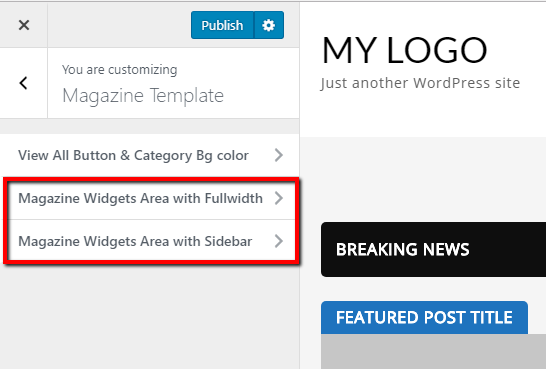 Publish
You are customizing
Magazine Template
View All Button & Category Bg color
Magazine Widgets Area with Fullwidth
Magazine Widgets Area with Sidebar
MY LOGO
Just another WordPress site
BREAKING NEWS
FEATURED POST TITLE